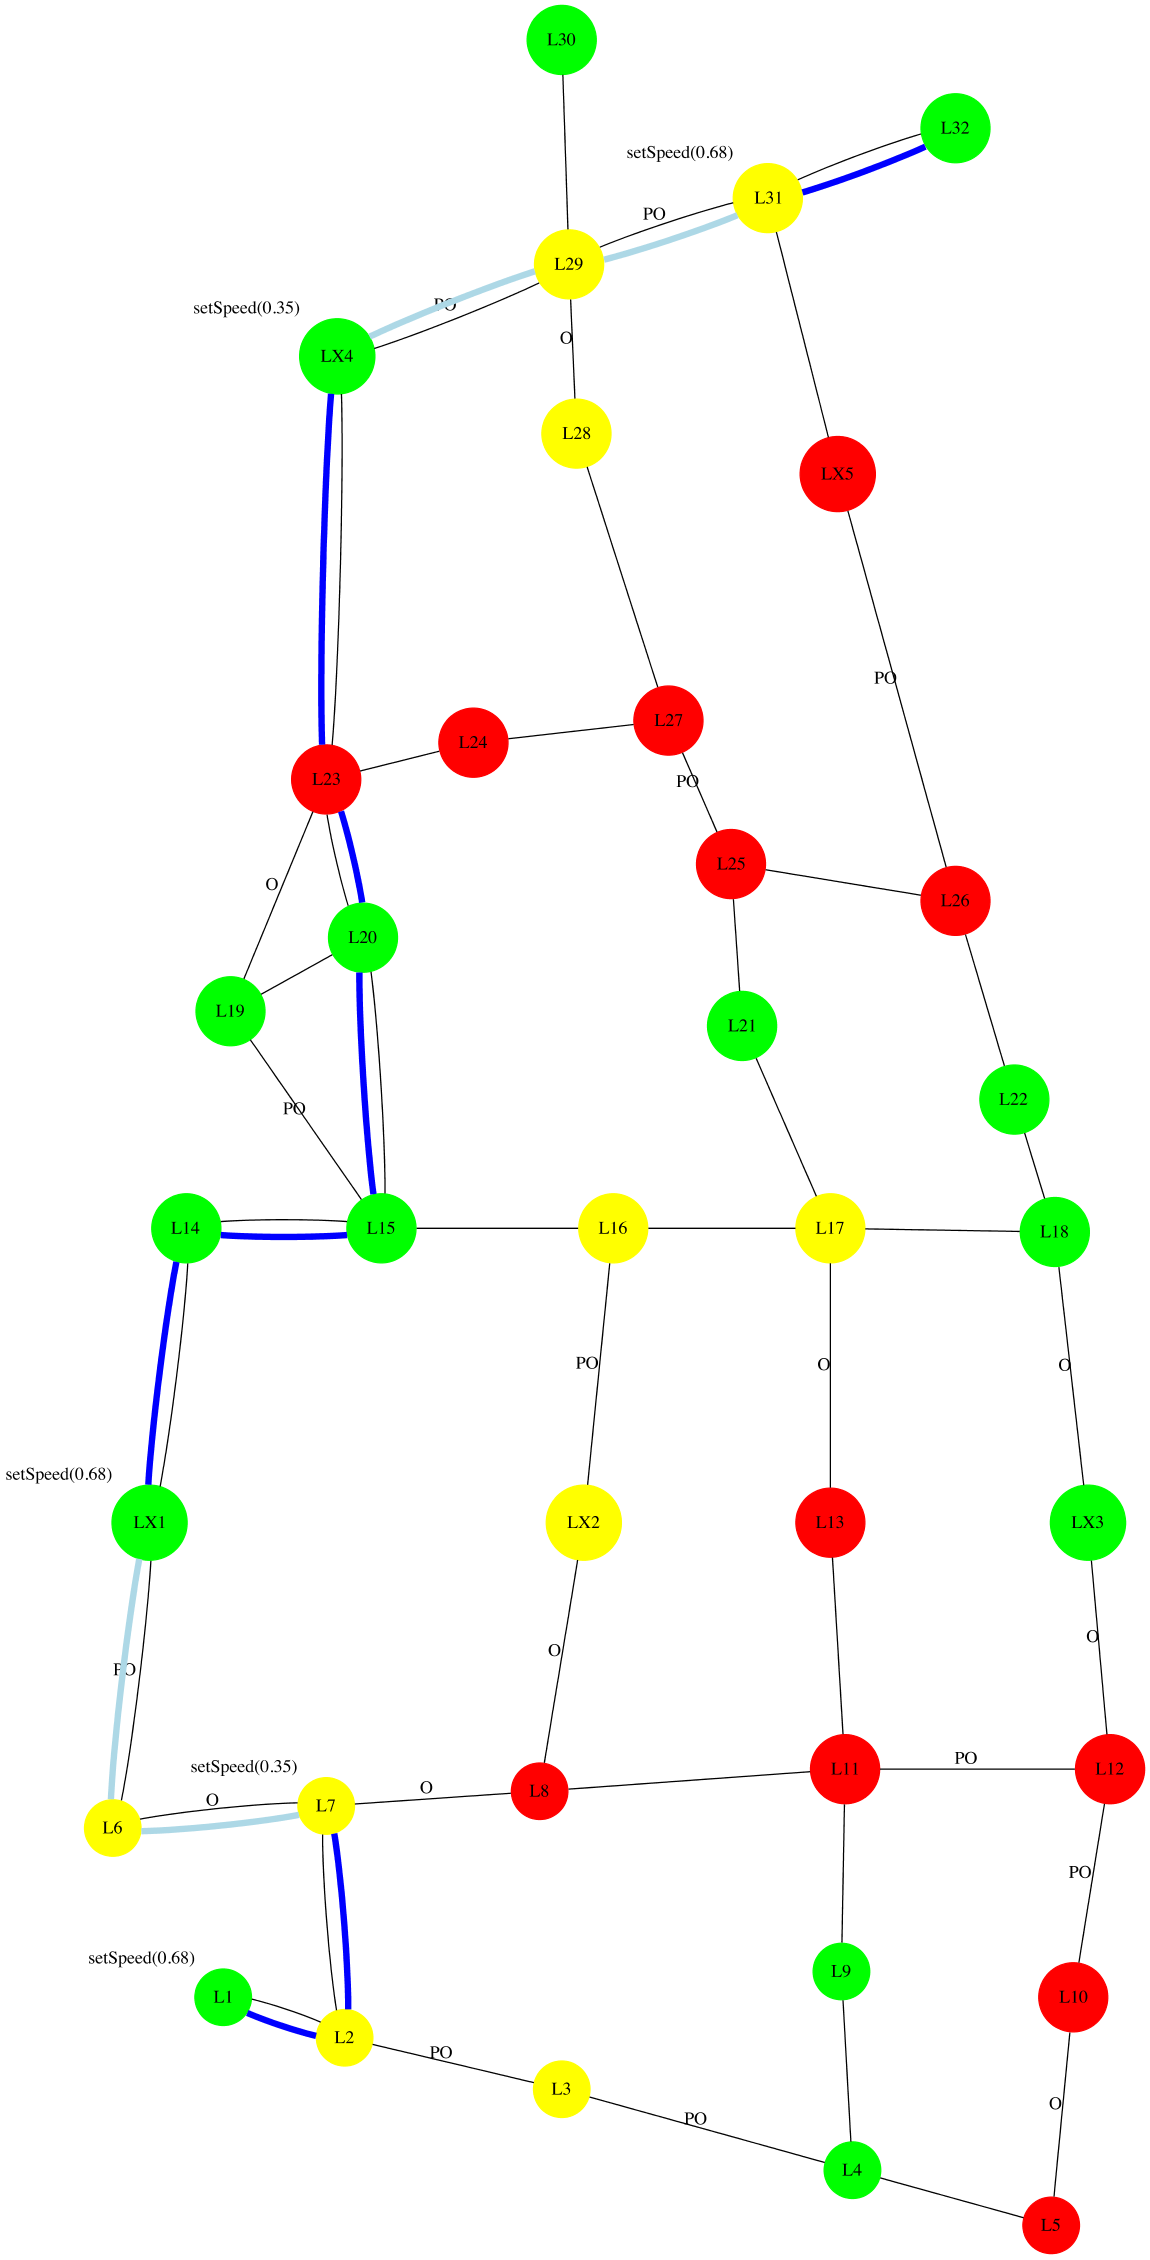 L30
L32
setSpeed(0.68)
L31
PO
L29
PO
setSpeed(0.35)
O
LX4
L28
LX5
PO
L27
L24
L23
PO
L25
O
L26
L20
L19
L21
L22
PO
L14
L15
L16
L17
L18
PO
O
O
setSpeed(0.68)
LX1
LX2
L13
LX3
O
O
PO
PO
setSpeed(0.35)
L11
L12
O
O
L8
L7
L6
PO
setSpeed(0.68)
L9
L1
L10
L2
PO
L3
O
PO
L4
L5